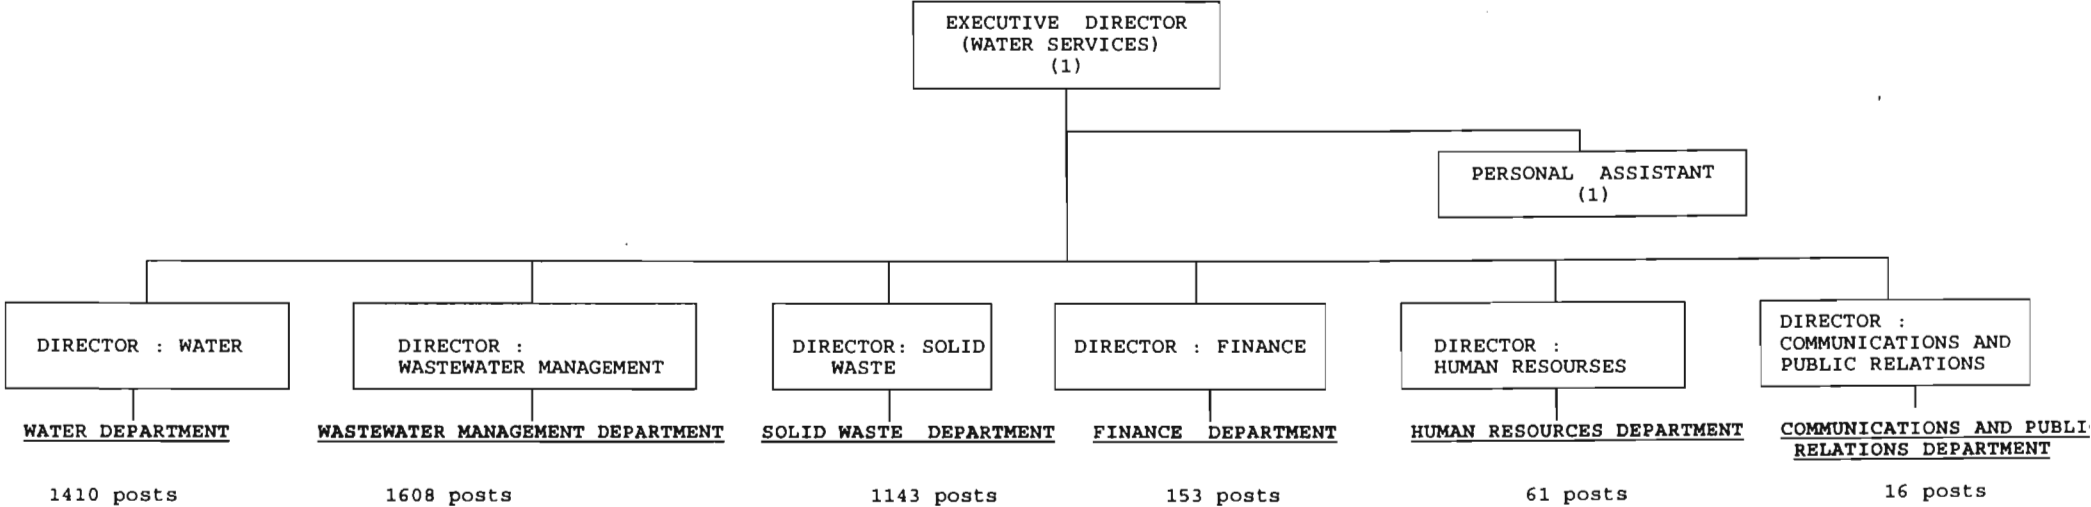 EXECUTIVE DIRECTOR
(WATER SERVICES)
(1)
PERSONAL ASSISTANT
(1)
DIRECTOR : WATER
DIRECTOR :
WASTEWATER MANAGEMENT
DIRECTOR: SOLID
WASTE
DIRECTOR : FINANCE
DIRECTOR :
HUMAN RESOURSES
DIRECTOR :
COMMUNICATIONS AND
PUBLIC RELATIONS
WATER DEPARTMENT
WASTEWATER MANAGEMENT DEPARTMENT
SOLID WASTE DEPARTMENT
FINANCE DEPARTMENT
HUMAN RESOURCES DEPARTMENT
COMMUNICATIONS AND PUBLI
RELATIONS DEPARTMENT
1410 posts
1608 posts
1143 posts
153 posts
61 posts
16 posts